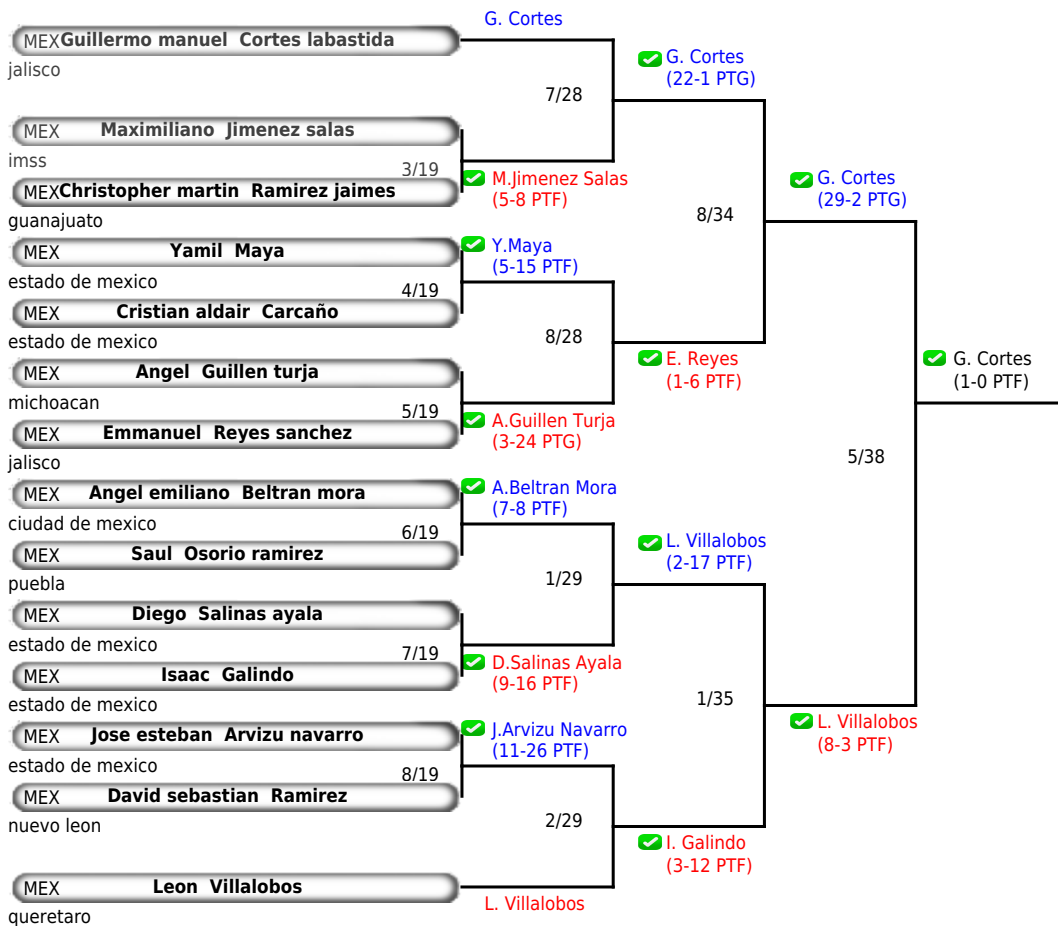 G. Cortes
MEX Guillermo manuel Cortes labastida
jalisco
MEX Maximiliano Jimenez salas
imss
3/19
MEX Christopher martin Ramirez jaimes
guanajuato
MEX Yamil Maya
estado de mexico
4/19
MEX Cristian aldair Carcaño
estado de mexico
MEX Angel Guillen turja
michoacan
5/19
MEX Emmanuel Reyes sanchez
jalisco
MEX Angel emiliano Beltran mora
ciudad de mexico
6/19
MEX Saul Osorio ramirez
puebla
MEX Diego Salinas ayala
estado de mexico
7/19
MEX Isaac Galindo
estado de mexico
MEX Jose esteban Arvizu navarro
estado de mexico
8/19
MEX David sebastian Ramirez
nuevo leon
MEX Leon Villalobos
queretaro
7/28
M.Jimenez Salas
(5-8 PTF)
Y.Maya
(5-15 PTF)
8/28
A.Guillen Turja
(3-24 PTG)
A.Beltran Mora
(7-8 PTF)
1/29
D.Salinas Ayala
(9-16 PTF)
J.Arvizu Navarro
(11-26 PTF)
2/29
L. Villalobos
G. Cortes
(22-1 PTG)
8/34
E. Reyes
(1-6 PTF)
L. Villalobos
(2-17 PTF)
1/35
I. Galindo
(3-12 PTF)
G. Cortes
(29-2 PTG)
5/38
L. Villalobos
(8-3 PTF)
G. Cortes
(1-0 PTF)